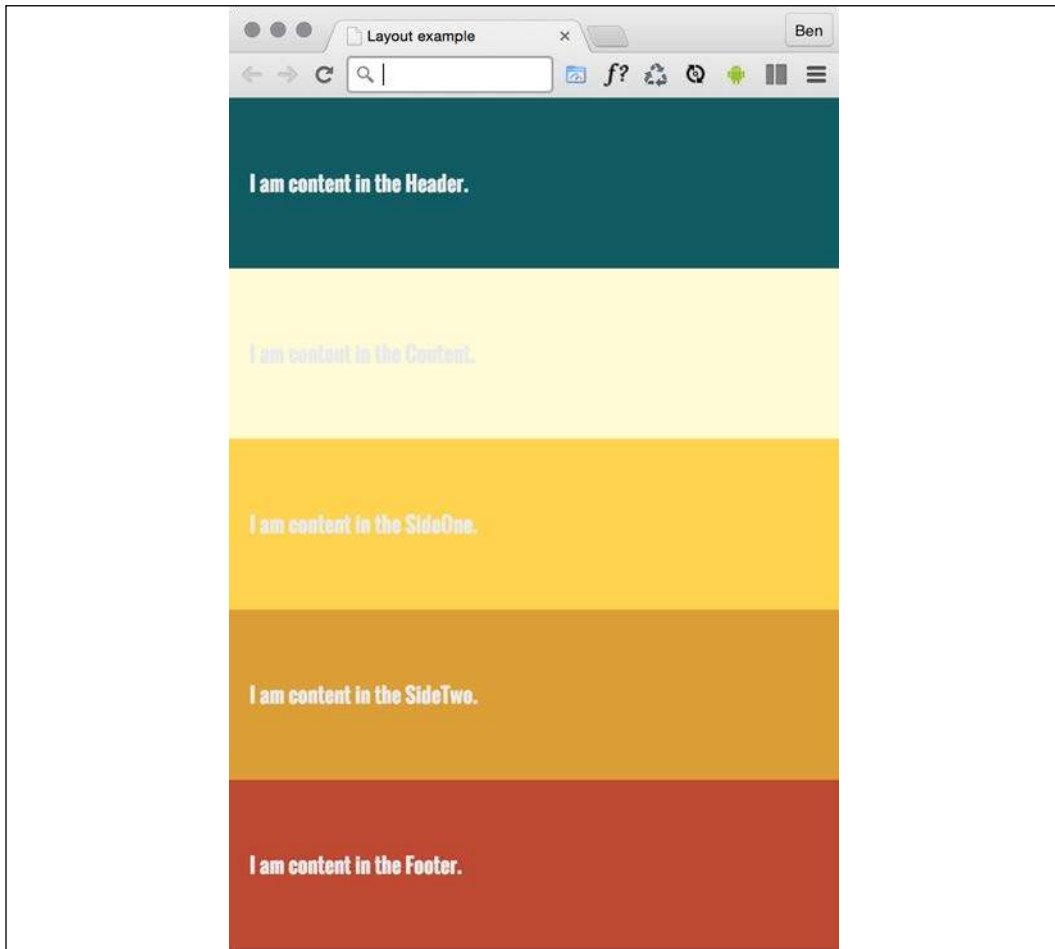 Layout example
Ben
f?
I am content in the Header.
I am content in the Content.
I am content in the SideOne.
I am content in the SideTwo.
I am content in the Footer.